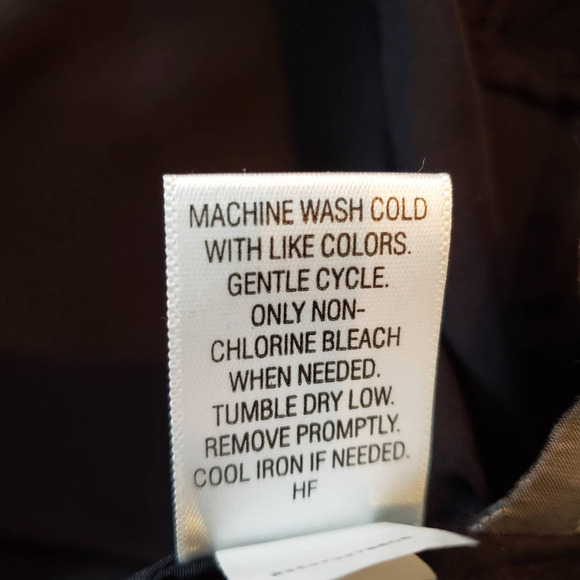 MACHINE WASH COLD
WITH LIKE COLORS.
GENTLE CYCLE.
ONLY NON-
CHLORINE BLEACH
WHEN NEEDED.
TUMBLE DRY LOW.
REMOVE PROMPTLY.
COOL IRON IF NEEDED.
HF